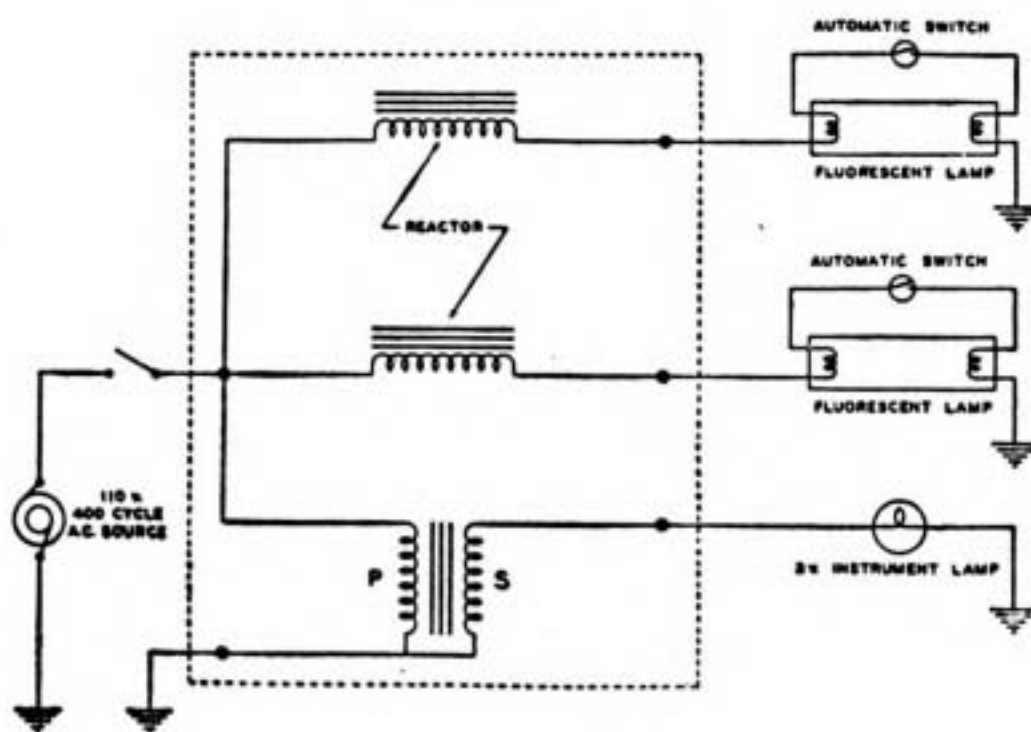 AUTOMATIC SWITCH
FLUORESCENT LAMP
REACTOR
AUTOMATIC SWITCH
FLUORESCENT LAMP
110 v
400 CYCLE
A.C. SOURCE
P
S
3v INSTRUMENT LAMP